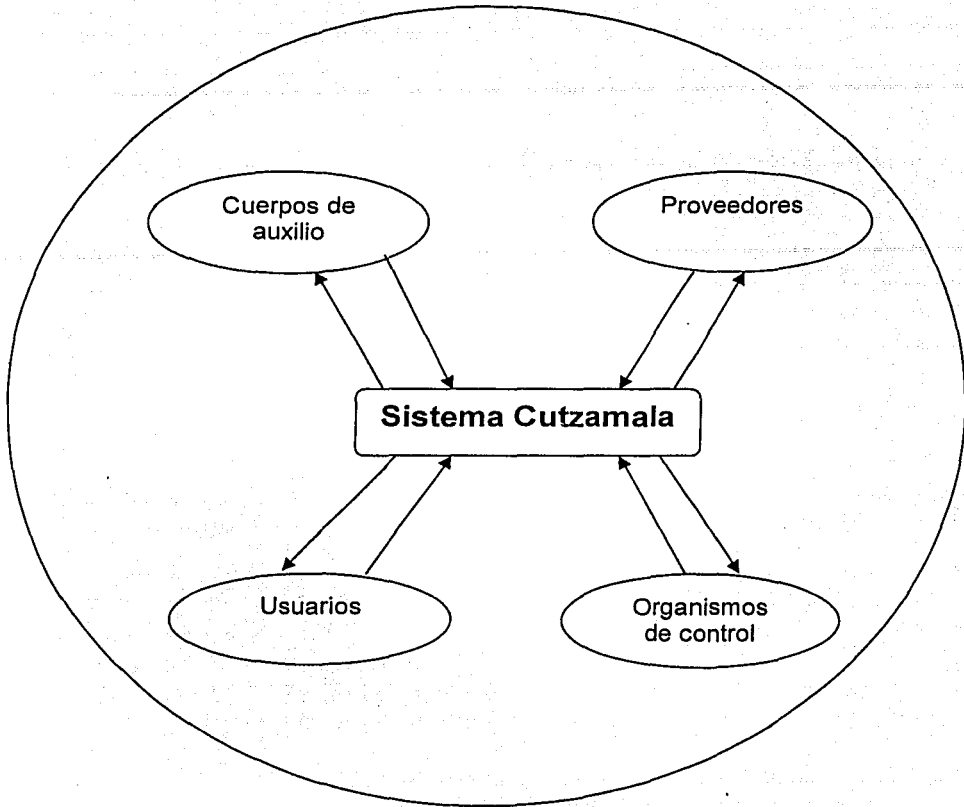 Cuerpos de
auxilio
Proveedores
Sistema Cutzamala
Usuarios
Organismos
de control